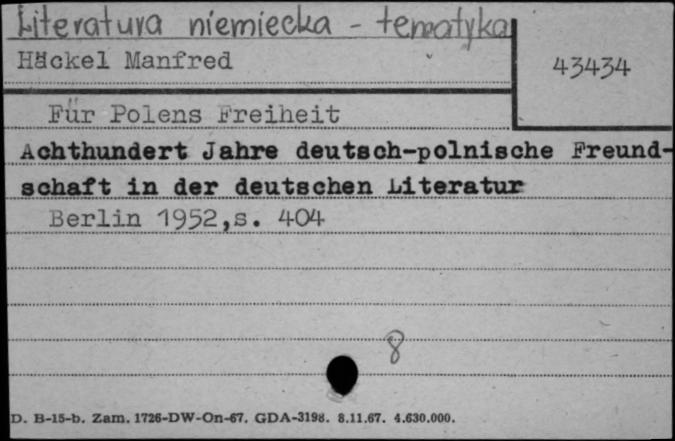 Literatura niemiecka - tematyka
Häckel Manfred
43434
Für Polens Freiheit
Achthundert Jahre deutsch-polnische Freund-
schaft in der deutschen Literatur
Berlin 1952,s. 404
8
D. B-15-b. Zam. 1726-DW-On-67. GDA-3198. 8.11.67. 4.630.000.